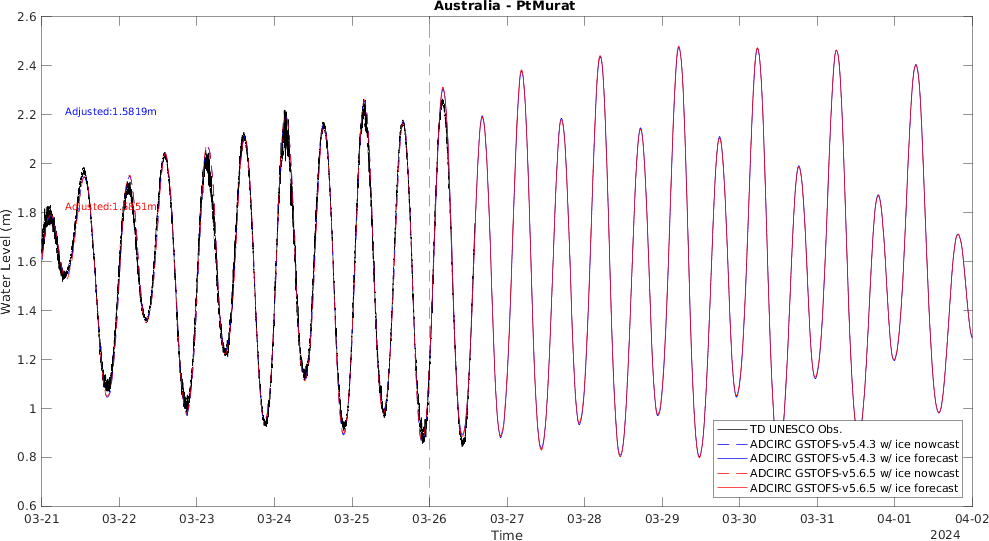 Australia - PtMurat
2.6
2.4
2.2
2
1.8
1.6
1.4
1.2
1
0.8
0.6
Water Level (m)
Adjusted:1.5819m
Adjusted:1.5851m
TD UNESCO Obs.
ADCIRC GSTOFS-v5.4.3 w/ ice nowcast
ADCIRC GSTOFS-v5.4.3 w/ ice forecast
ADCIRC GSTOFS-v5.6.5 w/ ice nowcast
ADCIRC GSTOFS-v5.6.5 w/ ice forecast
03-21 03-22 03-23 03-24 03-25 03-26 03-27 03-28 03-29 03-30 03-31 04-01 04-02
Time
2024